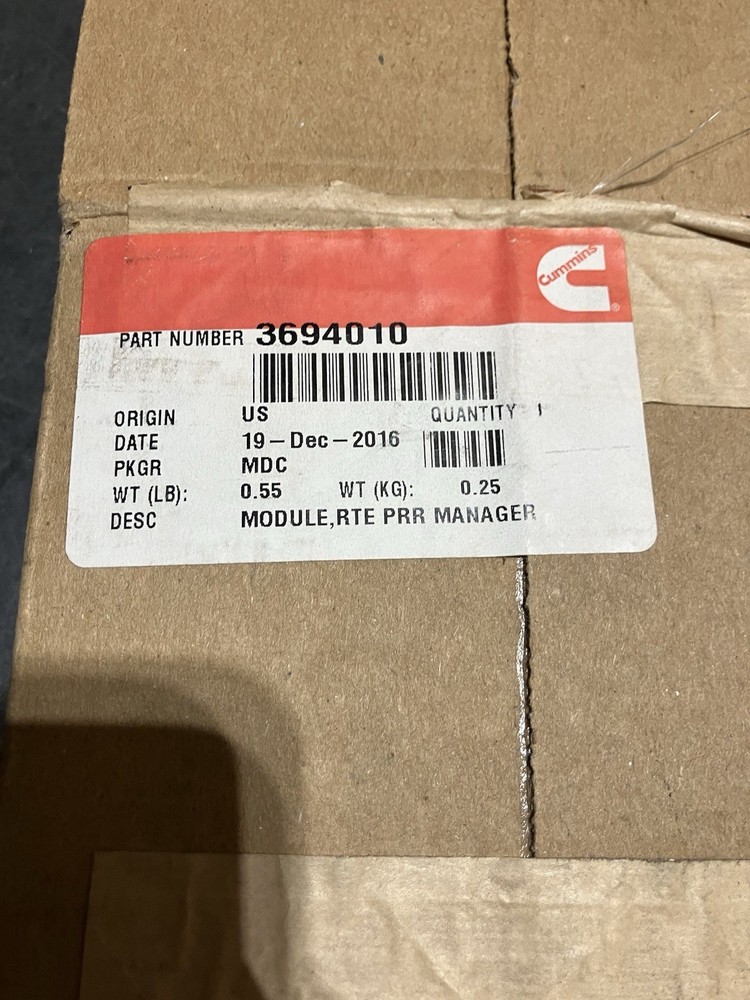 Cummins
®
PART NUMBER 3694010
ORIGIN US QUANTITY 1
DATE 19-Dec-2016
PKGR MDC
WT (LB): 0.55 WT (KG): 0.25
DESC MODULE,RTE PRR MANAGER